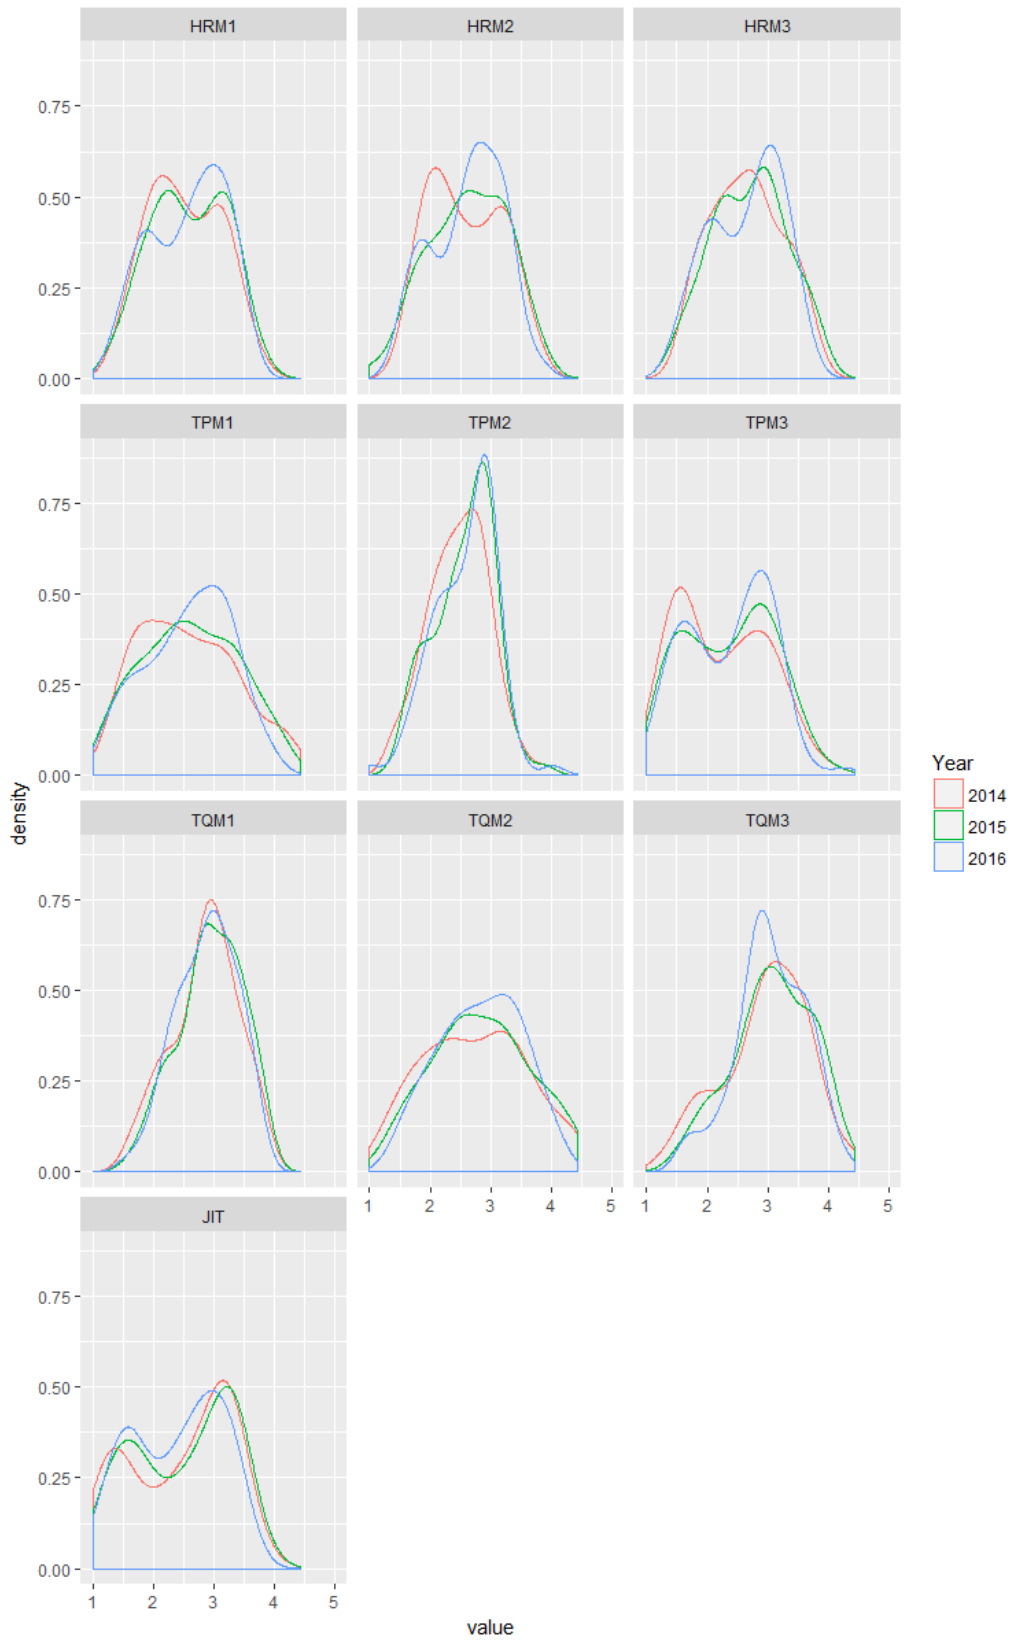 HRM1 HRM2 HRM3
0.75
0.50
0.25
0.00
TPM1 TPM2 TPM3
0.75
0.50
0.25
0.00
density
Year
2014
2015
2016
TQM1 TQM2 TQM3
0.75
0.50
0.25
0.00
1 2 3 4 5 1 2 3 4 5
JIT
0.75
0.50
0.25
0.00
1 2 3 4 5
value